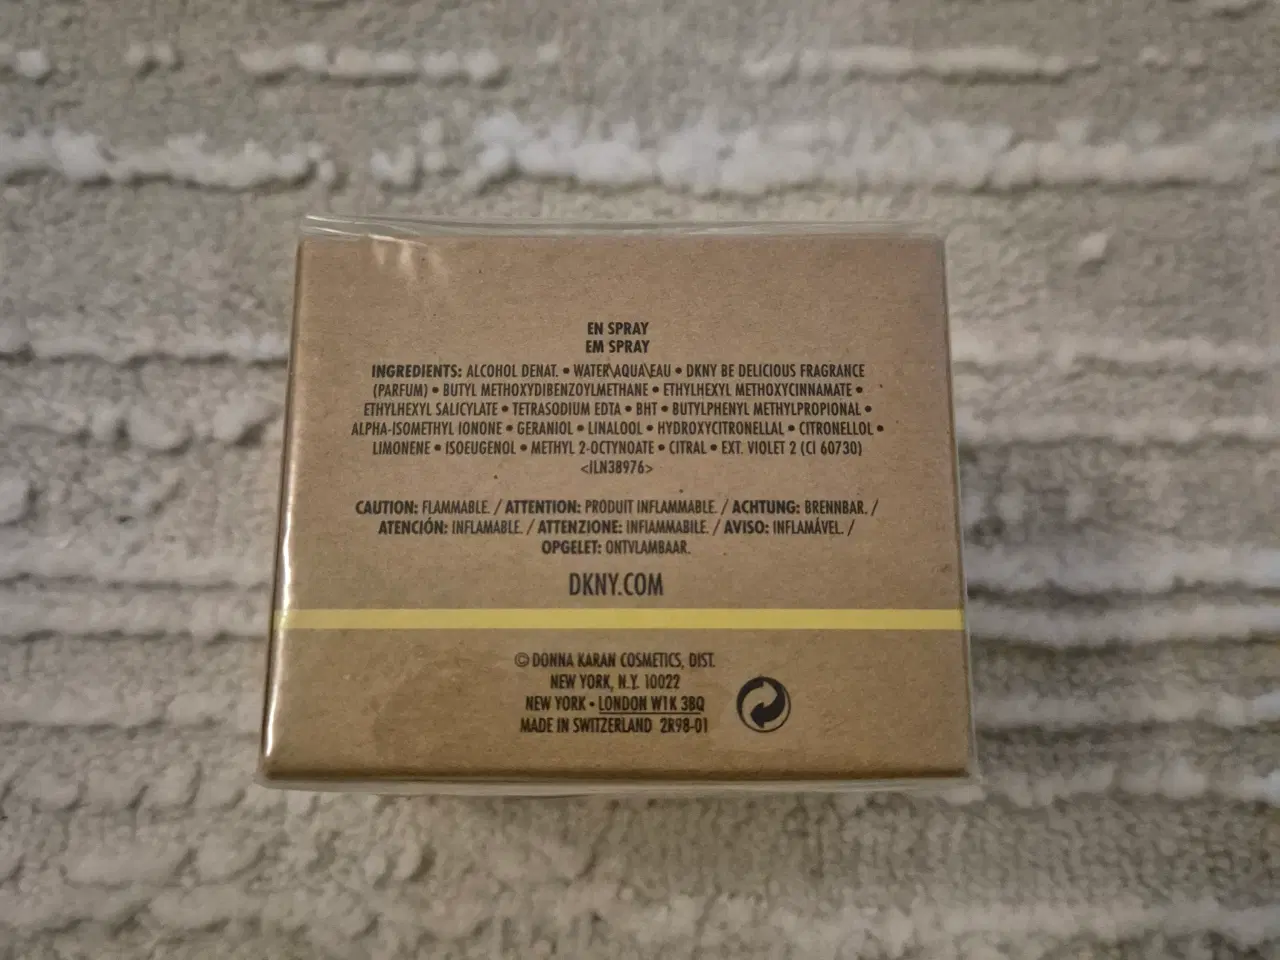 EN SPRAY
EM SPRAY
INGREDIENTS: ALCOHOL DENAT. • WATER\AQUA\EAU • DKNY BE DELICIOUS FRAGRANCE
(PARFUM) • BUTYL METHOXYDIBENZOYLMETHANE • ETHYLHEXYL METHOXYCINNAMATE •
ETHYLHEXYL SALICYLATE • TETRASODIUM EDTA • BHT • BUTYLPHENYL METHYLPROPIONAL •
ALPHA-ISOMETHYL IONONE • GERANIOL • LINALOOL • HYDROXYCITRONELLAL • CITRONELLOL •
LIMONENE • ISOEUGENOL • METHYL 2-OCTYNOATE • CITRAL • EXT. VIOLET 2 (CI 60730)
<ILN38976>
CAUTION: FLAMMABLE. / ATTENTION: PRODUIT INFLAMMABLE. / ACHTUNG: BRENNBAR. /
ATENCIÓN: INFLAMABLE. / ATTENZIONE: INFIAMMABILE. / AVISO: INFLAMÁVEL. /
OPGELET: ONTVLAMBAAR.
DKNY.COM
© DONNA KARAN COSMETICS, DIST.
NEW YORK, N.Y. 10022
NEW YORK • LONDON W1K 3BQ
MADE IN SWITZERLAND 2R98-01